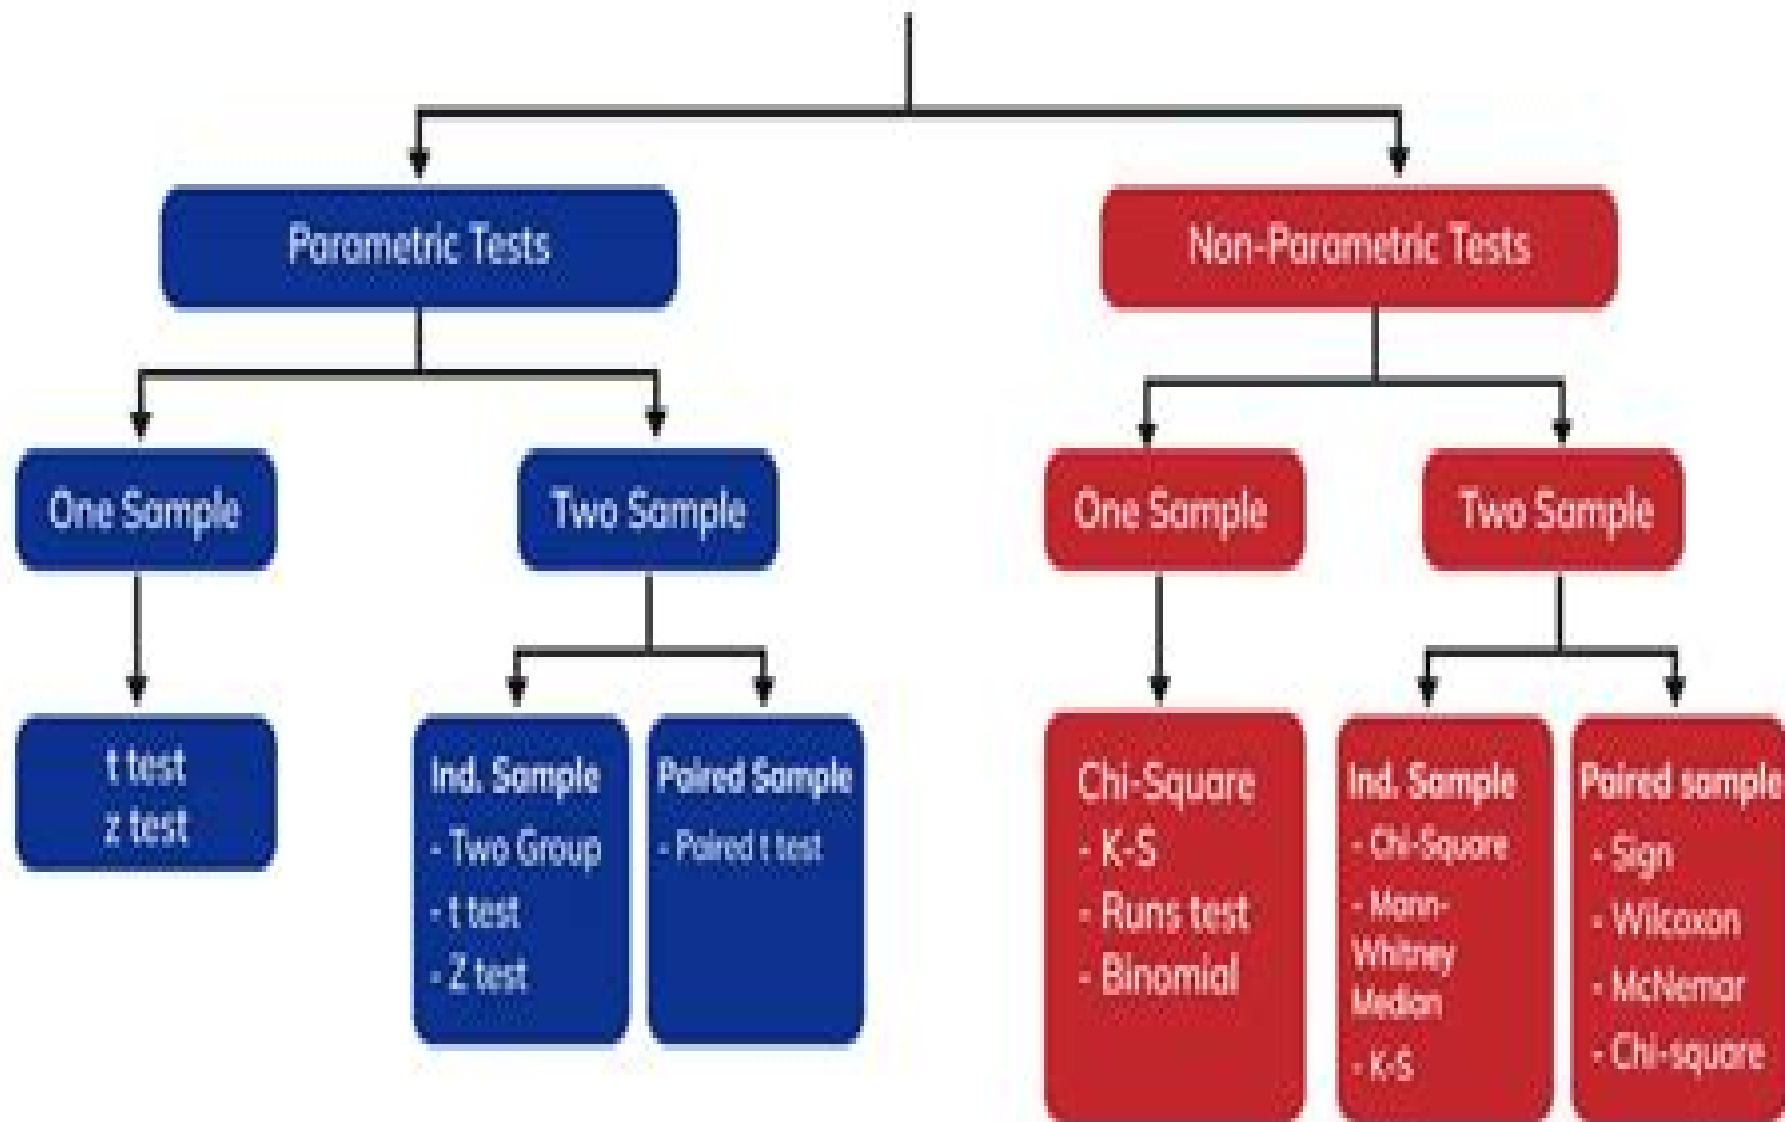 Parametric Tests
Non-Parametric Tests
One Sample
Two Sample
One Sample
Two Sample
t test
z test
Ind. Sample
- Two Group
- t test
- Z test
Paired Sample
- Paired t test
Chi-Square
- K-S
- Runs test
- Binomial
Ind. Sample
- Chi-Square
- Mann-
Whitney
Median
- K-S
Paired sample
- Sign
- Wilcoxon
- McNemar
- Chi-square